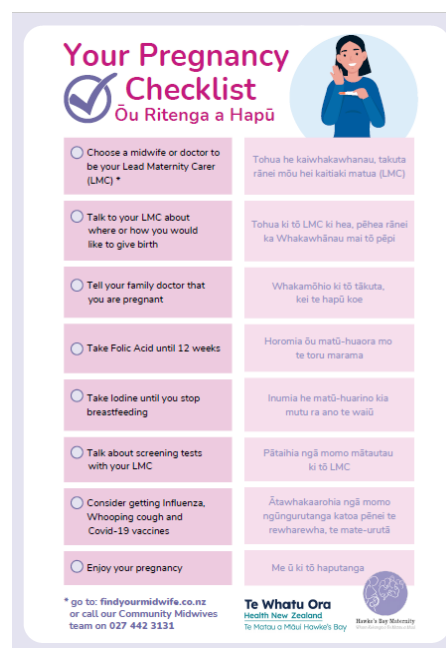 Your Pregnancy
Checklist
Ōu Ritenga a Hapū
Choose a midwife or doctor to
be your Lead Maternity Carer
(LMC) *
Tohua he kaiwhakawhanau, takuta
rānei mōu hei kaitiaki matua (LMC)
Talk to your LMC about
where or how you would
like to give birth
Tohua ki tō LMC ki hea, pēhea rānei
ka Whakawhānau mai tō pēpi
Tell your family doctor that
you are pregnant
Whakamōhio ki tō tākuta,
kei te hapū koe
Take Folic Acid until 12 weeks
Horomia ōu matū-huaora mo
te toru marama
Take Iodine until you stop
breastfeeding
Inumia he matū-huarino kia
mutu ra ano te waiū
Talk about screening tests
with your LMC
Pātaihia ngā momo mātautau
ki tō LMC
Consider getting Influenza,
Whooping cough and
Covid-19 vaccines
Ātawhakaarohia ngā momo
ngūngurutanga katoa pēnei te
rewharewha, te mate-urutā
Enjoy your pregnancy
Me ū ki tō haputanga
* go to: findyourmidwife.co.nz
or call our Community Midwives
team on 027 442 3131
Te Whatu Ora
Health New Zealand
Te Matau a Māui Hawke's Bay
Hawke's Bay Maternity